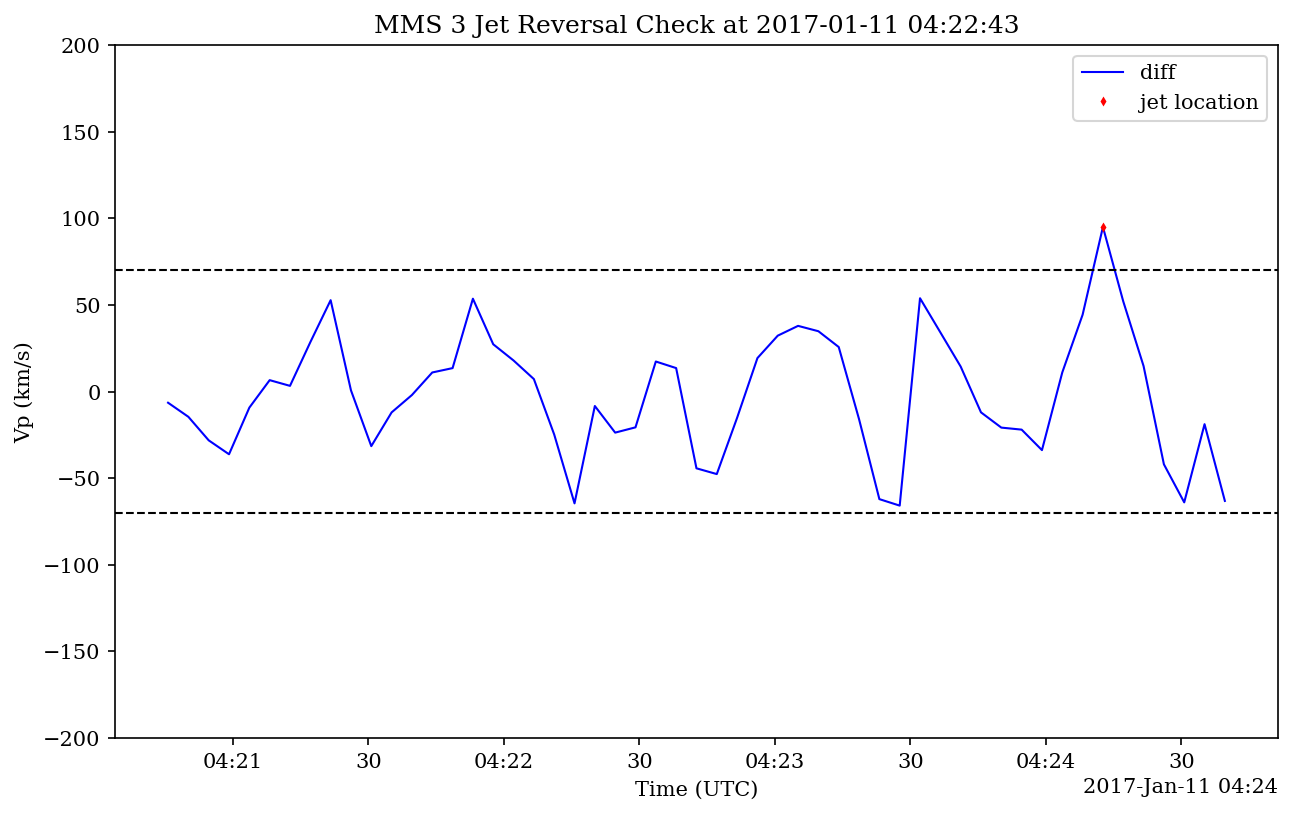 MMS 3 Jet Reversal Check at 2017-01-11 04:22:43
diff
jet location
200
150
100
50
0
−50
−100
−150
−200
Vp (km/s)
04:21
30
04:22
30
04:23
30
04:24
30
Time (UTC)
2017-Jan-11 04:24